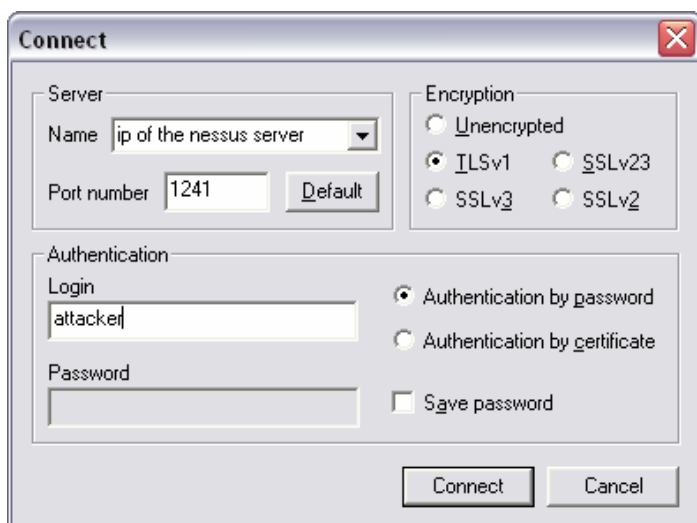 Connect
Server
Name ip of the nessus server
Port number 1241 Default
Encryption
Unencrypted
TLSv1 SSLv23
SSLv3 SSLv2
Authentication
Login
attacker
Password
Authentication by password
Authentication by certificate
Save password
Connect Cancel